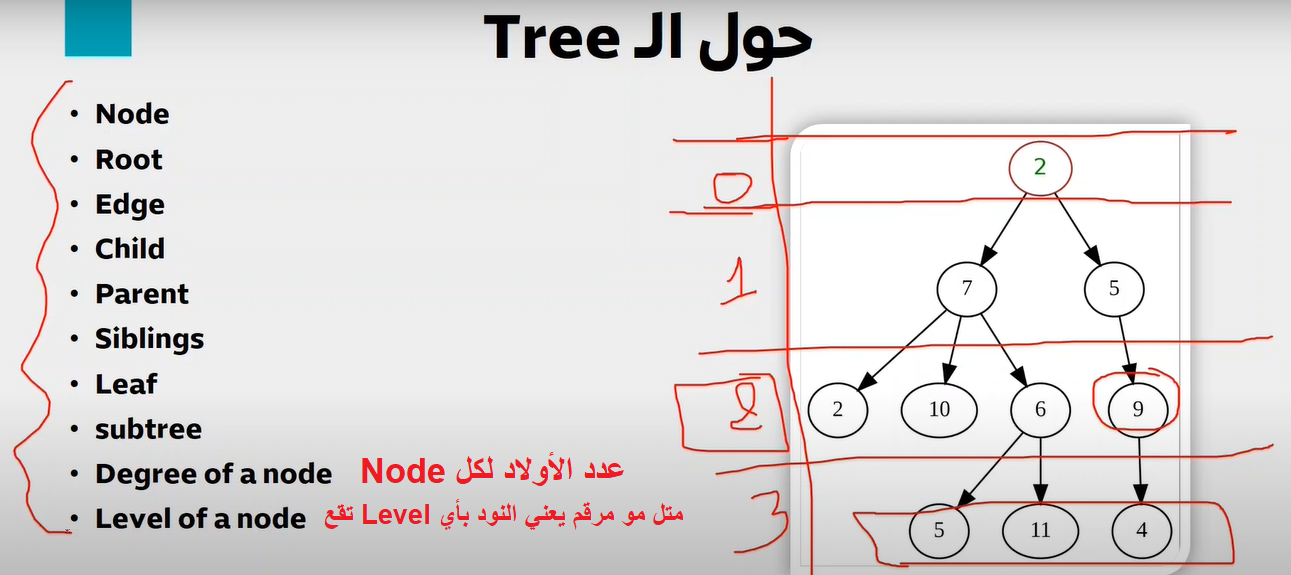 حول الـ Tree
Node
Root
Edge
Child
Parent
Siblings
Leaf
subtree
Degree of a node عدد الأولاد لكل Node
Level of a node متل مو مرقم يعني النود بأي Level تقع
0
1
2
3
2
7 5
2 10 6 9
5 11 4